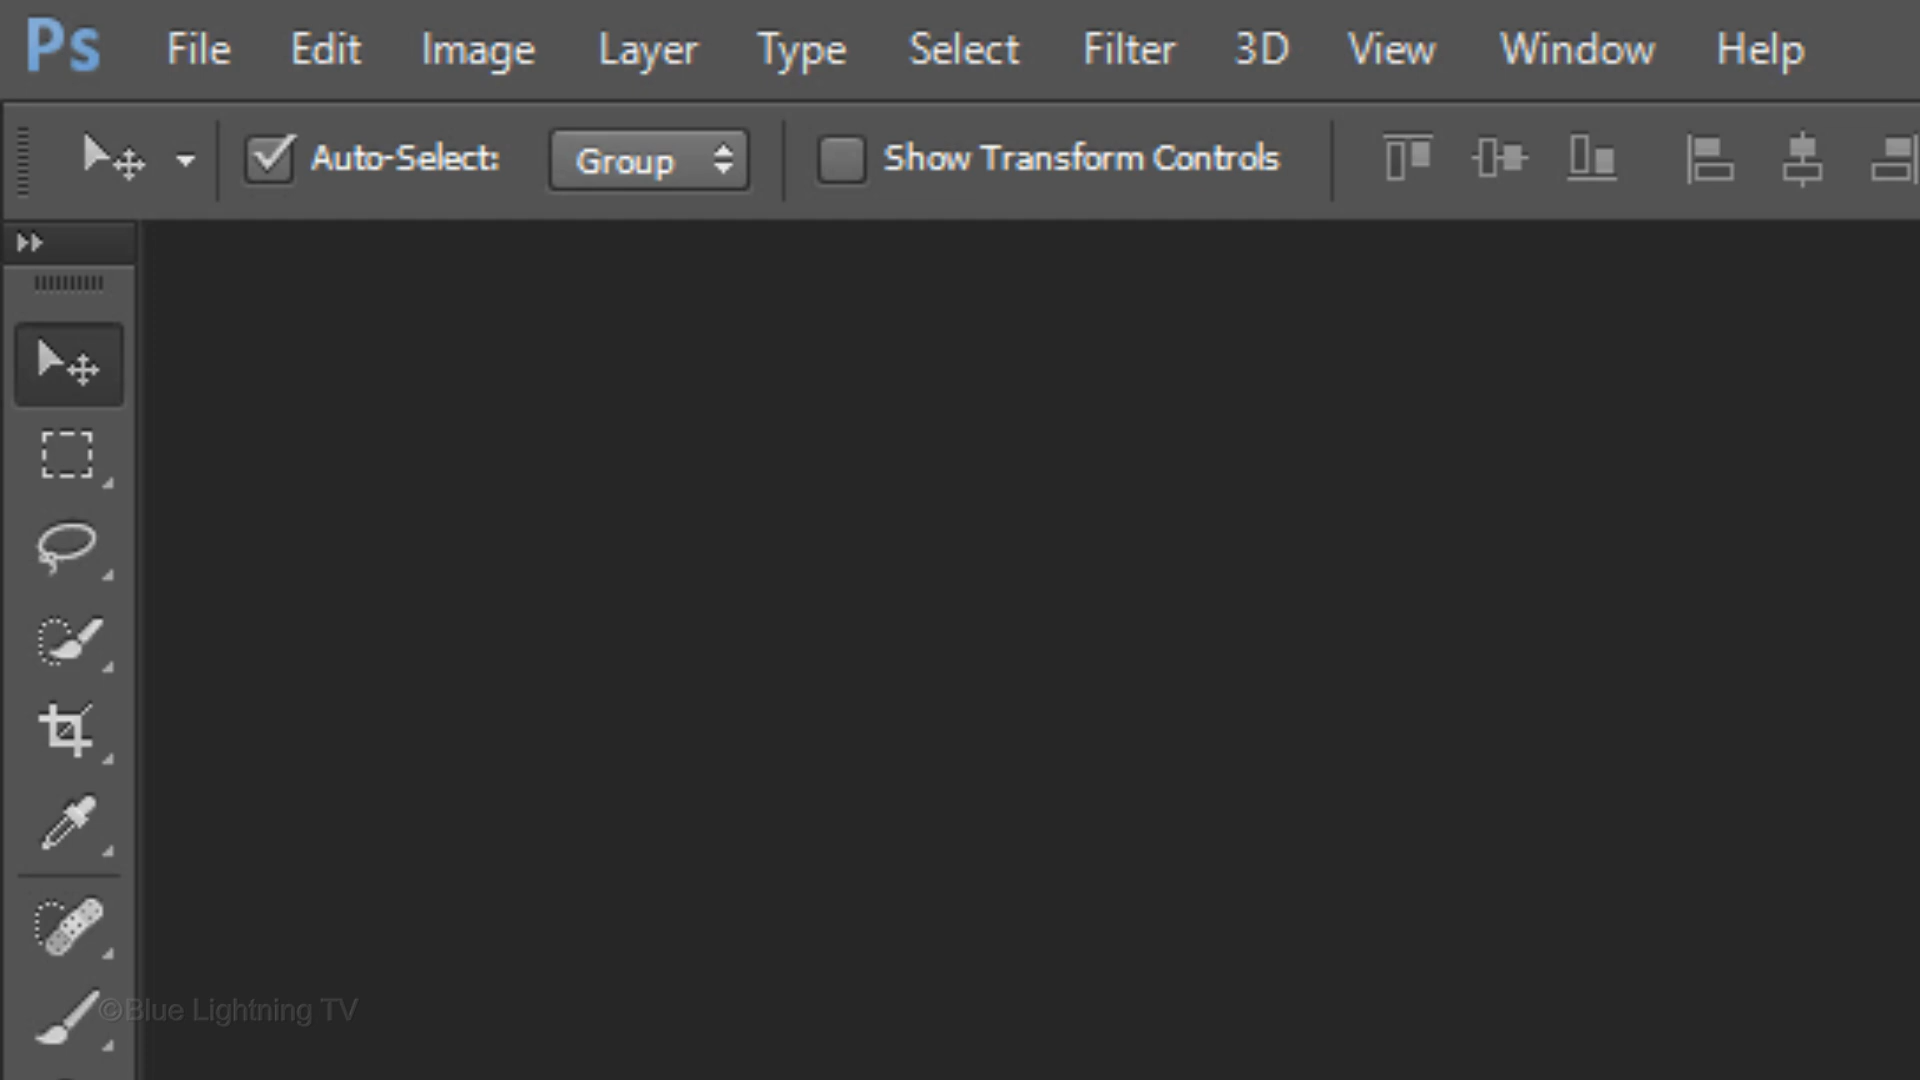 Ps File Edit Image Layer Type Select Filter 3D View Window Help
Auto-Select: Group Show Transform Controls
©Blue Lightning TV